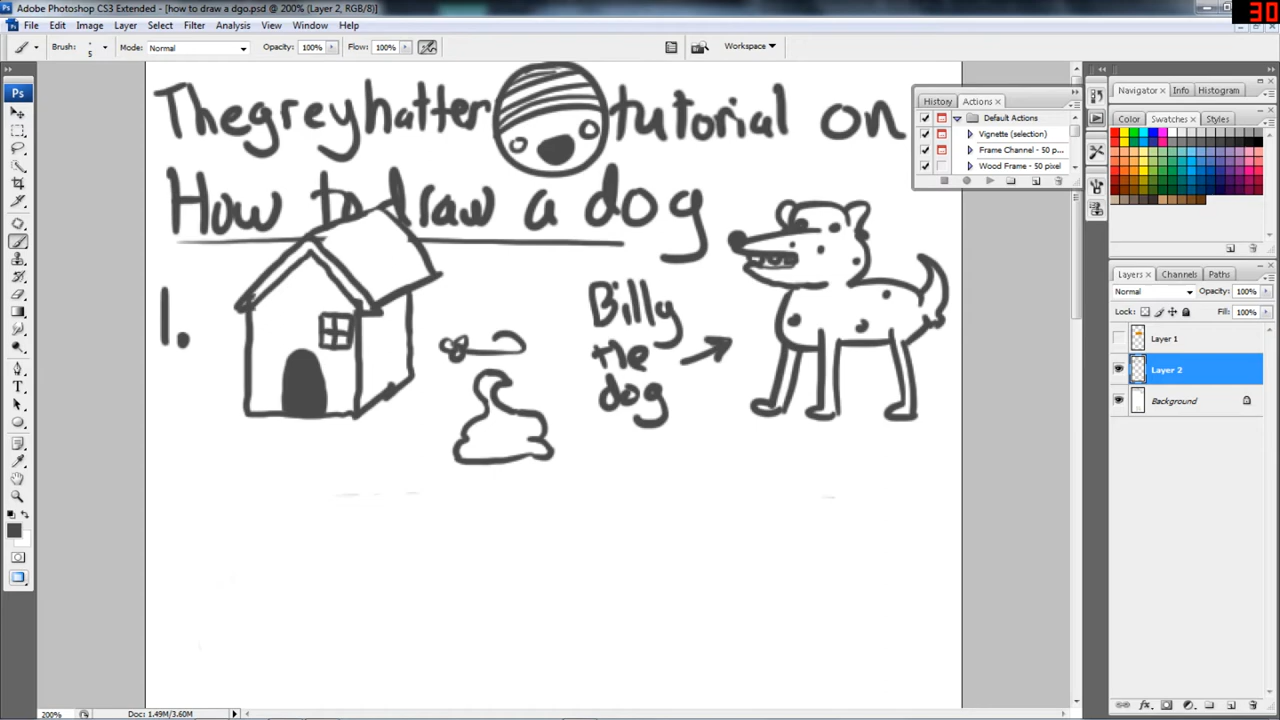 Adobe Photoshop CS3 Extended - [how to draw a dgo.psd @ 200% (Layer 2, RGB/8)]
30
File Edit Image Layer Select Filter Analysis View Window Help
Brush: 5 Mode: Normal Opacity: 100% Flow: 100% Workspace
Ps
Thegreyhatter tutorial on
How to draw a dog
1.
Billy
the
dog
History Actions
Default Actions
Vignette (selection)
Frame Channel - 50 p...
Wood Frame - 50 pixel
Navigator Info Histogram
Color Swatches Styles
Layers Channels Paths
Normal Opacity: 100%
Lock: Fill: 100%
Layer 1
Layer 2
Background
200% Doc: 1.49M/3.60M